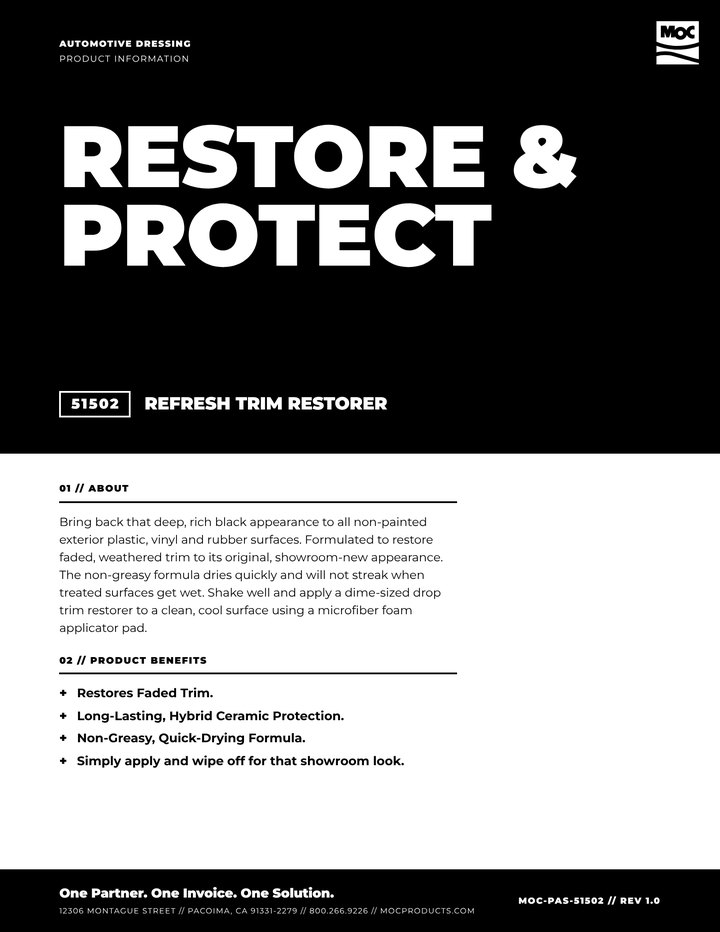 AUTOMOTIVE DRESSING
PRODUCT INFORMATION
MOC
RESTORE &
PROTECT
51502 REFRESH TRIM RESTORER
01 // ABOUT
Bring back that deep, rich black appearance to all non-painted
exterior plastic, vinyl and rubber surfaces. Formulated to restore
faded, weathered trim to its original, showroom-new appearance.
The non-greasy formula dries quickly and will not streak when
treated surfaces get wet. Shake well and apply a dime-sized drop
trim restorer to a clean, cool surface using a microfiber foam
applicator pad.
02 // PRODUCT BENEFITS
+ Restores Faded Trim.
+ Long-Lasting, Hybrid Ceramic Protection.
+ Non-Greasy, Quick-Drying Formula.
+ Simply apply and wipe off for that showroom look.
One Partner. One Invoice. One Solution.
12306 MONTAGUE STREET // PACOIMA, CA 91331-2279 // 800.266.9226 // MOCPRODUCTS.COM
MOC-PAS-51502 // REV 1.0